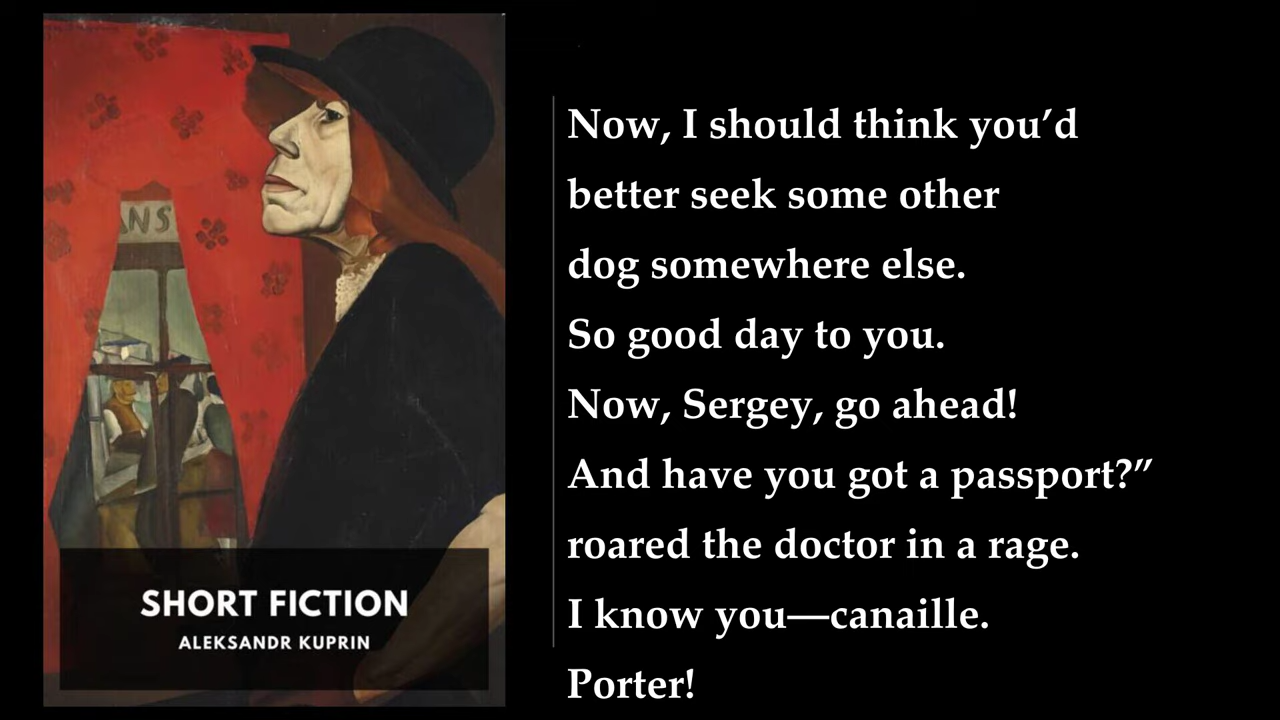 ANS
SHORT FICTION
ALEKSANDR KUPRIN
Now, I should think you’d
better seek some other
dog somewhere else.
So good day to you.
Now, Sergey, go ahead!
And have you got a passport?”
roared the doctor in a rage.
I know you—canaille.
Porter!